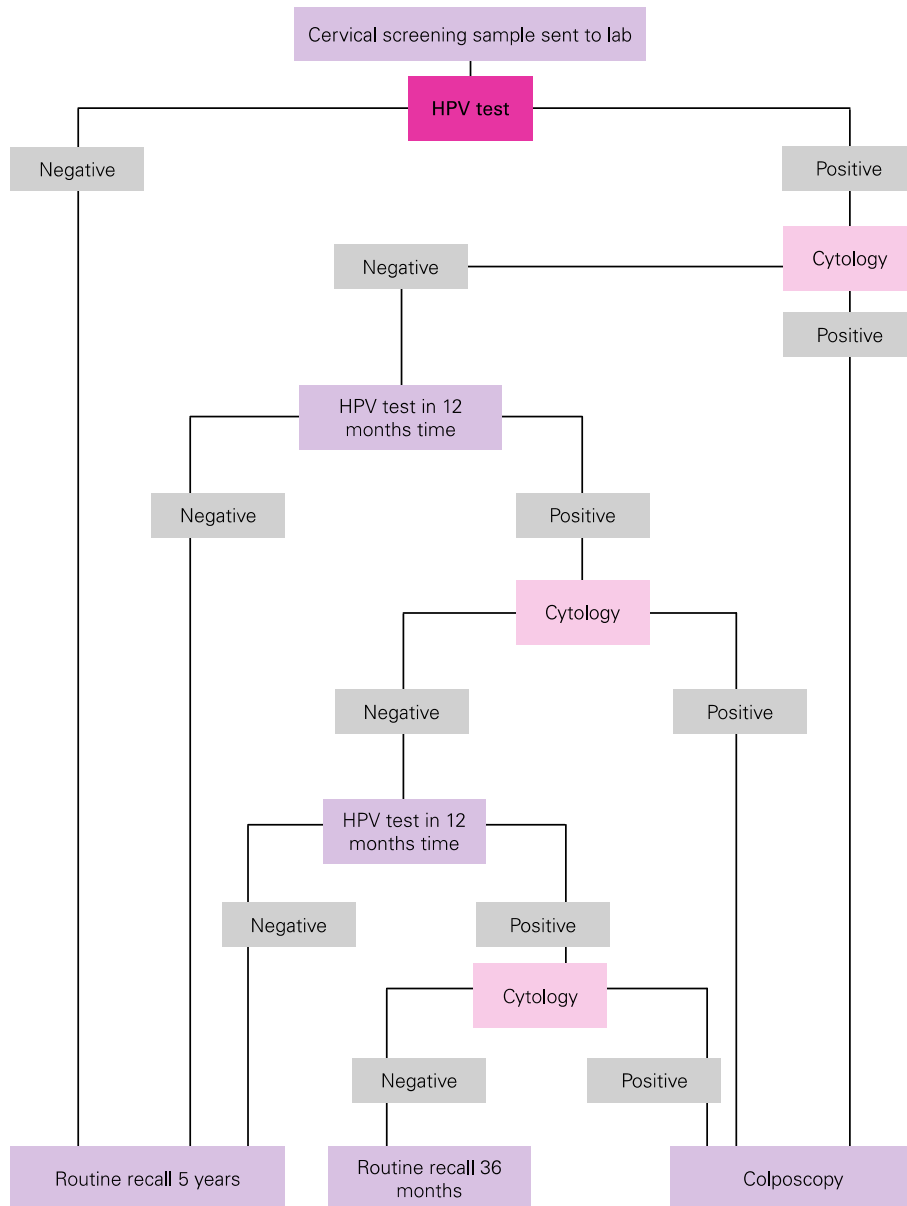 Cervical screening sample sent to lab
HPV test
Negative
Positive
Negative
Cytology
Positive
HPV test in 12
months time
Negative
Positive
Cytology
Negative
Positive
HPV test in 12
months time
Negative
Positive
Cytology
Negative
Positive
Routine recall 5 years
Routine recall 36
months
Colposcopy